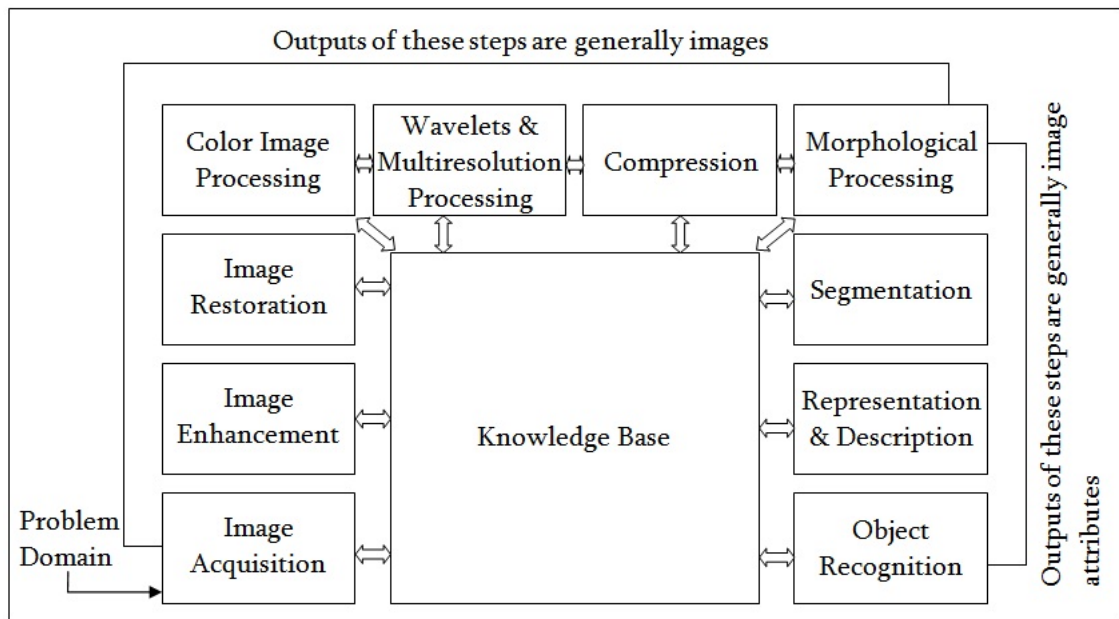 Outputs of these steps are generally images
Color Image
Processing
Wavelets &
Multiresolution
Processing
Compression
Morphological
Processing
Image
Restoration
Segmentation
Image
Enhancement
Knowledge Base
Representation
& Description
Problem
Domain
Image
Acquisition
Object
Recognition
Outputs of these steps are generally image
attributes